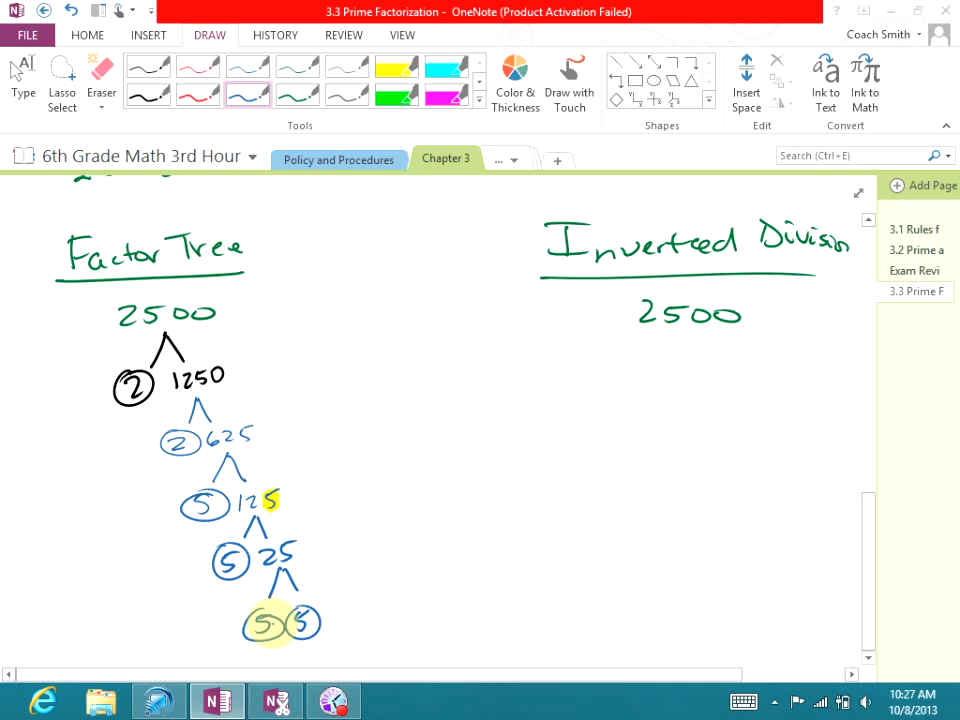 3.3 Prime Factorization - OneNote (Product Activation Failed)
FILE HOME INSERT DRAW HISTORY REVIEW VIEW
Coach Smith
Type
Lasso Select
Eraser
Color & Thickness
Draw with Touch
Insert Space
Ink to Text
Ink to Math
Tools
Shapes
Edit
Convert
6th Grade Math 3rd Hour
Policy and Procedures
Chapter 3
...
Search (Ctrl+E)
Add Page
3.1 Rules f
3.2 Prime a
Exam Revi
3.3 Prime F
Factor Tree
Inverteed Division
2500
2500
2 1250
2 625
5 125
5 25
5 5
10:27 AM
10/8/2013